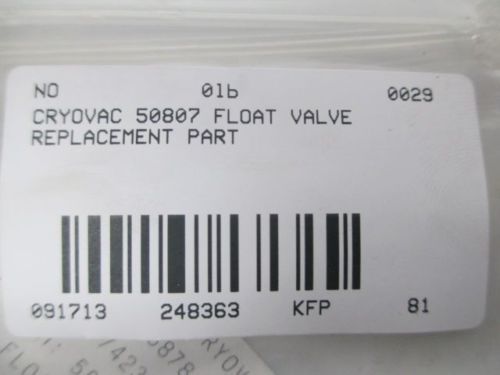 NO 01b 0029
CRYOVAC 50807 FLOAT VALVE
REPLACEMENT PART
091713 248363 KFP 81